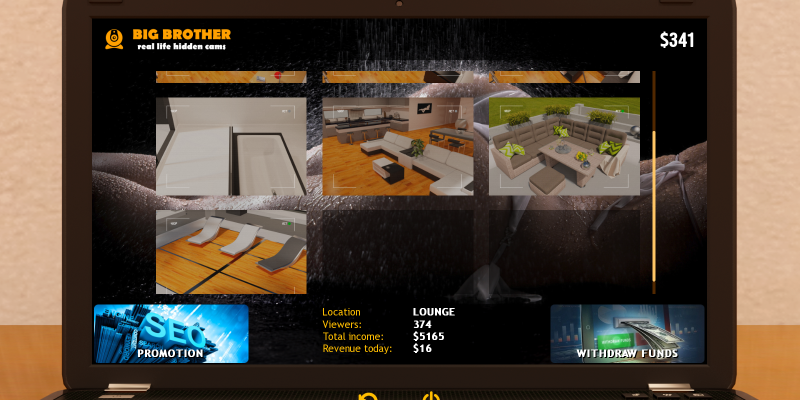 BIG BROTHER
real life hidden cams
$341
SEO
PROMOTION
Location LOUNGE
Viewers: 374
Total income: $5165
Revenue today: $16
WITHDRAW FUNDS